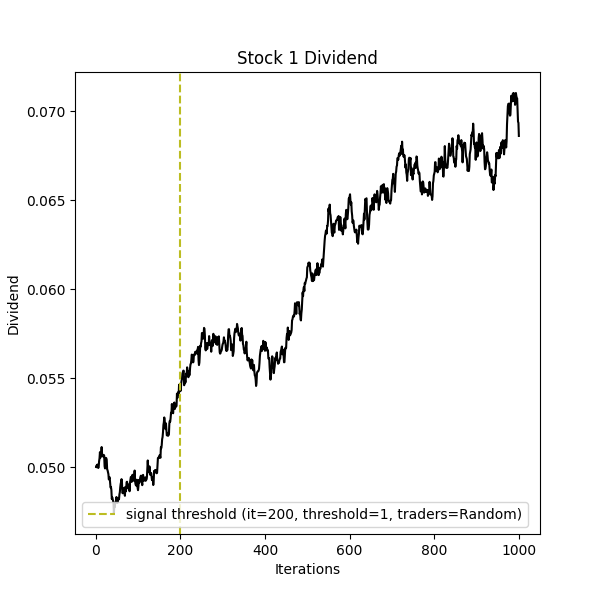 Stock 1 Dividend
Dividend
0.070
0.065
0.060
0.055
0.050
signal threshold (it=200, threshold=1, traders=Random)
0 200 400 600 800 1000
Iterations